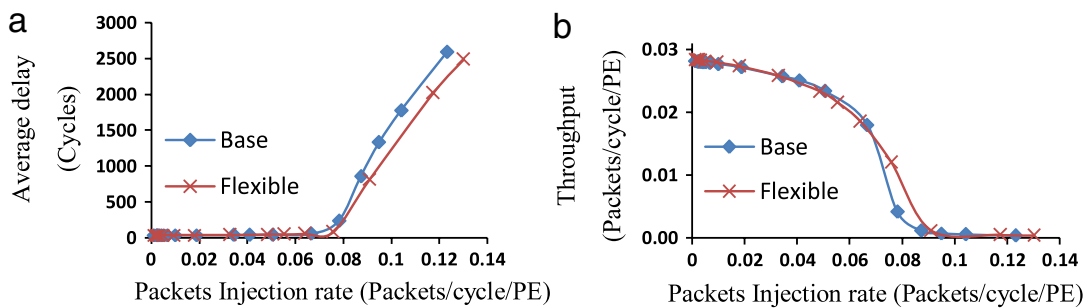 a
Average delay
(Cycles)
3000
2500
2000
1500
1000
500
0
Base
Flexible
0 0.02 0.04 0.06 0.08 0.1 0.12 0.14
Packets Injection rate (Packets/cycle/PE)
b
Throughput
(Packets/cycle/PE)
0.03
0.02
0.01
0.00
Base
Flexible
0 0.02 0.04 0.06 0.08 0.1 0.12 0.14
Packets Injection rate (Packets/cycle/PE)